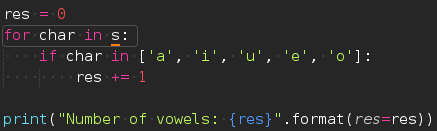 res = 0
for char in s:
    if char in ['a', 'i', 'u', 'e', 'o']:
        res += 1
print("Number of vowels: {res}".format(res=res))